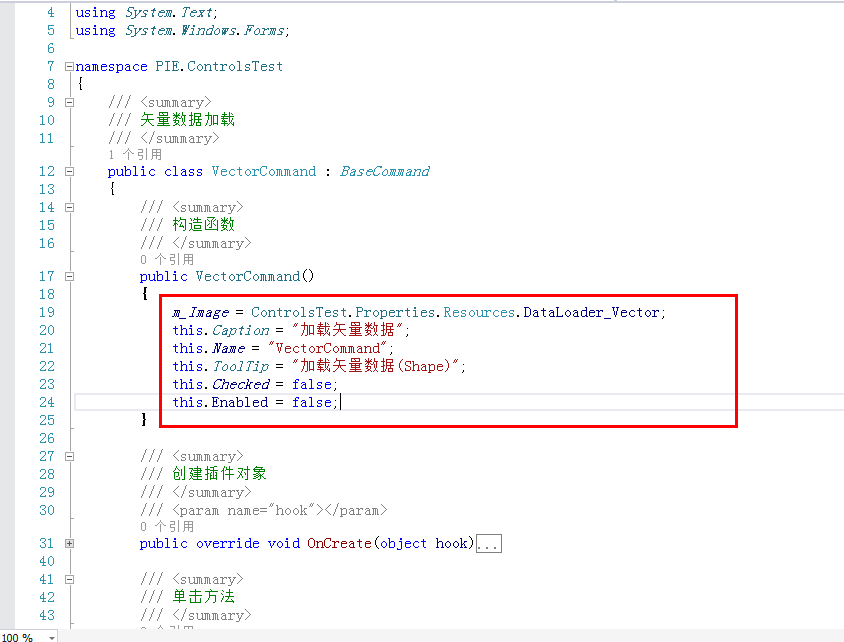 4 using System.Text;
5 using System.Windows.Forms;
6
7 namespace PIE.ControlsTest
8 {
9 /// <summary>
10 /// 矢量数据加载
11 /// </summary>
1 个引用
12 public class VectorCommand : BaseCommand
13 {
14 /// <summary>
15 /// 构造函数
16 /// </summary>
0 个引用
17 public VectorCommand()
18 {
19 m_Image = ControlsTest.Properties.Resources.DataLoader_Vector;
20 this.Caption = "加载矢量数据";
21 this.Name = "VectorCommand";
22 this.ToolTip = "加载矢量数据(Shape)";
23 this.Checked = false;
24 this.Enabled = false;
25 }
26
27 /// <summary>
28 /// 创建插件对象
29 /// </summary>
30 /// <param name="hook"></param>
0 个引用
31 public override void OnCreate(object hook)...
40
41 /// <summary>
42 /// 单击方法
43 /// </summary>
100 %